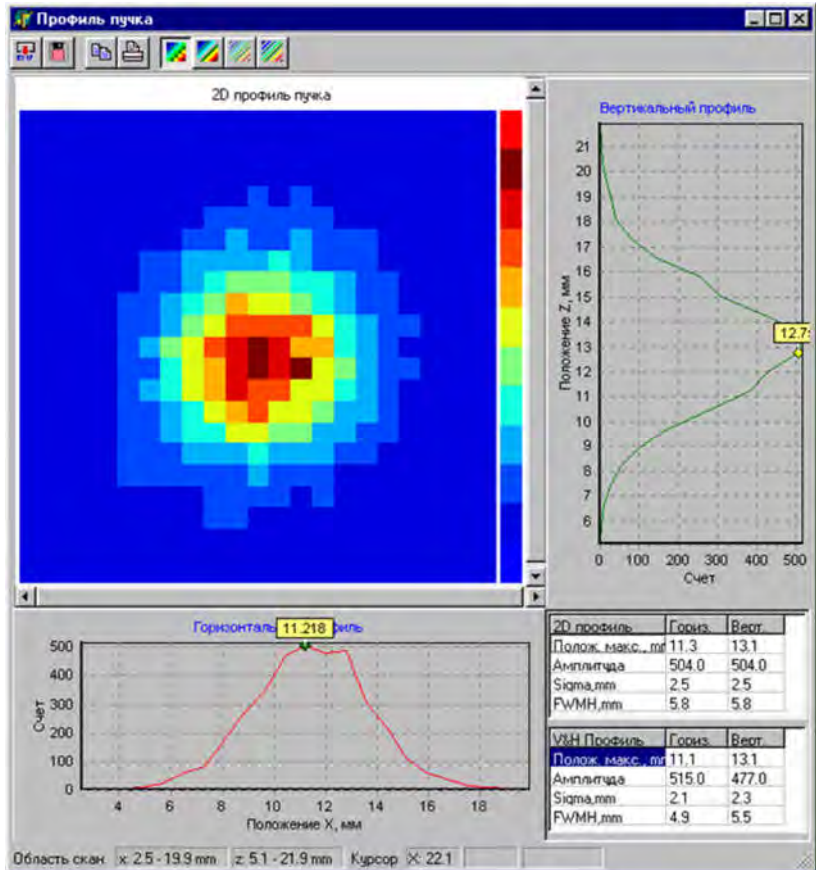 Профиль пучка
2D профиль пучка
Вертикальный профиль
21
20
19
18
17
16
15
14
13
12
11
10
9
8
7
6
Положение Z, мм
12.7
0 100 200 300 400 500
Счет
Горизонталь 11.218 филь
500
400
300
200
100
0
Счет
4 6 8 10 12 14 16 18
Положение X, мм
2D профиль Гориз. Верт.
Полож. макс., mm 11.3 13.1
Амплитуда 504.0 504.0
Sigma,mm 2.5 2.5
FWMH,mm 5.8 5.8
V&H Профиль Гориз. Верт.
Полож. макс., mm 11.1 13.1
Амплитуда 515.0 477.0
Sigma,mm 2.1 2.3
FWMH,mm 4.9 5.5
Область скан x: 2.5 - 19.9 mm z: 5.1 - 21.9 mm Курсор X: 22.1